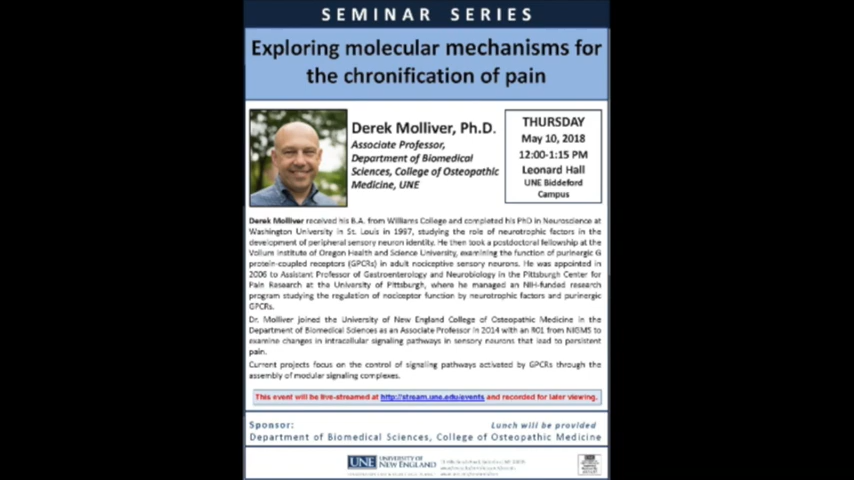 SEMINAR SERIES
Exploring molecular mechanisms for
the chronification of pain
Derek Molliver, Ph.D.
Associate Professor,
Department of Biomedical
Sciences, College of Osteopathic
Medicine, UNE
THURSDAY
May 10, 2018
12:00-1:15 PM
Leonard Hall
UNE Biddeford
Campus
Derek Molliver received his B.A. from Williams College and completed his PhD in Neuroscience at
Washington University in St. Louis in 1997, studying the role of neurotrophic factors in the
development of peripheral sensory neuron identity. He then took a postdoctoral fellowship at the
Vollum Institute of Oregon Health and Science University, examining the function of purinergic G
protein-coupled receptors (GPCRs) in adult nociceptive sensory neurons. He was appointed in
2006 to Assistant Professor of Gastroenterology and Neurobiology in the Pittsburgh Center for
Pain Research at the University of Pittsburgh, where he managed an NIH-funded research
program studying the regulation of nociceptor function by neurotrophic factors and purinergic
GPCRs.
Dr. Molliver joined the University of New England College of Osteopathic Medicine in the
Department of Biomedical Sciences as an Associate Professor in 2014 with an R01 from NIGMS to
examine changes in intracellular signaling pathways in sensory neurons that lead to persistent
pain.
Current projects focus on the control of signaling pathways activated by GPCRs through the
assembly of modular signaling complexes.
This event will be live-streamed at http://stream.une.edu/events and recorded for later viewing.
Sponsor:
Lunch will be provided
Department of Biomedical Sciences, College of Osteopathic Medicine
UNE UNIVERSITY OF
NEW ENGLAND